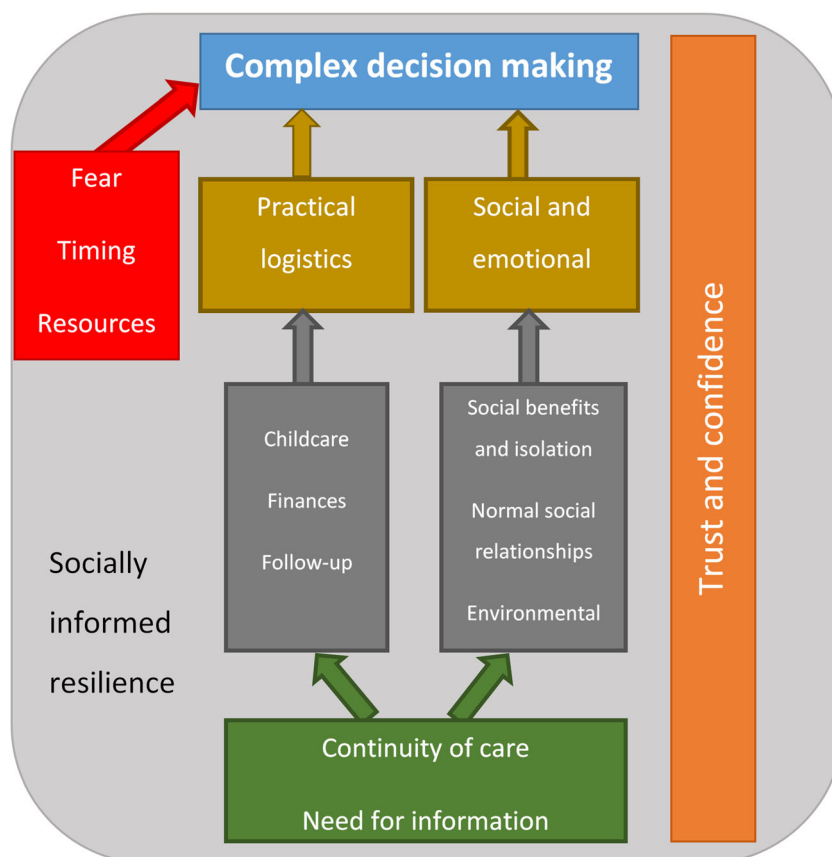 Complex decision making
Fear
Timing
Resources
Practical
logistics
Social and
emotional
Childcare
Finances
Follow-up
Social benefits
and isolation
Normal social
relationships
Environmental
Socially
informed
resilience
Continuity of care
Need for information
Trust and confidence